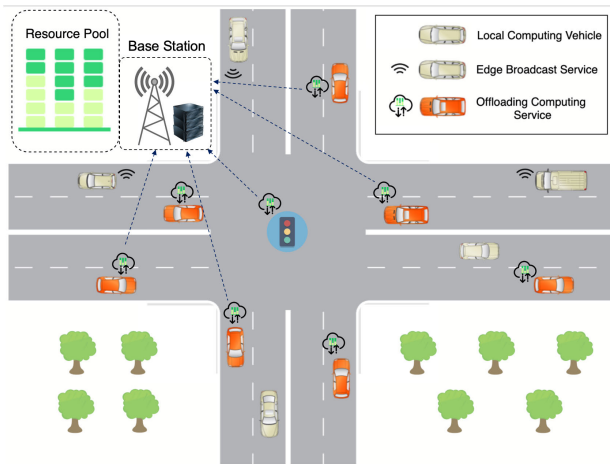 Resource Pool
Base Station
Local Computing Vehicle
Edge Broadcast Service
Offloading Computing
Service